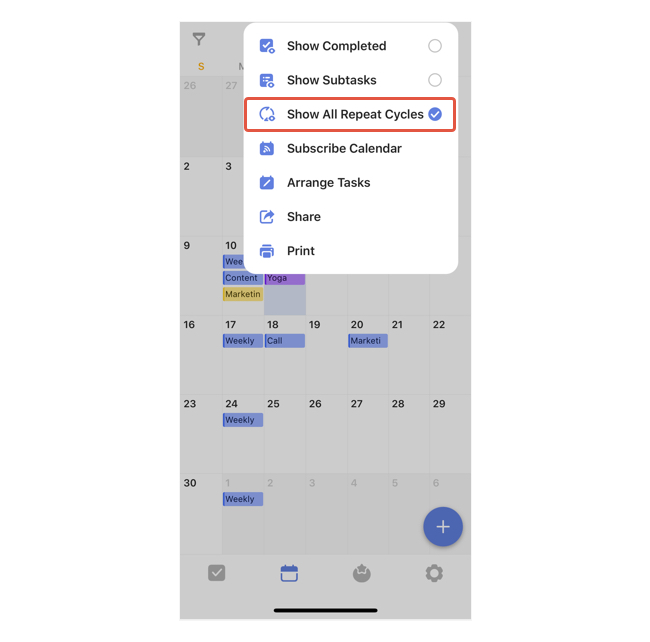 Show Completed
Show Subtasks
Show All Repeat Cycles
Subscribe Calendar
Arrange Tasks
Share
Print
S
26 27
2 3
9 10
Wee
Content Yoga
Marketin
16 17 18 19 20 21 22
Weekly Call Marketi
23 24 25 26 27 28 29
Weekly
30 1 2 3 4 5 6
Weekly